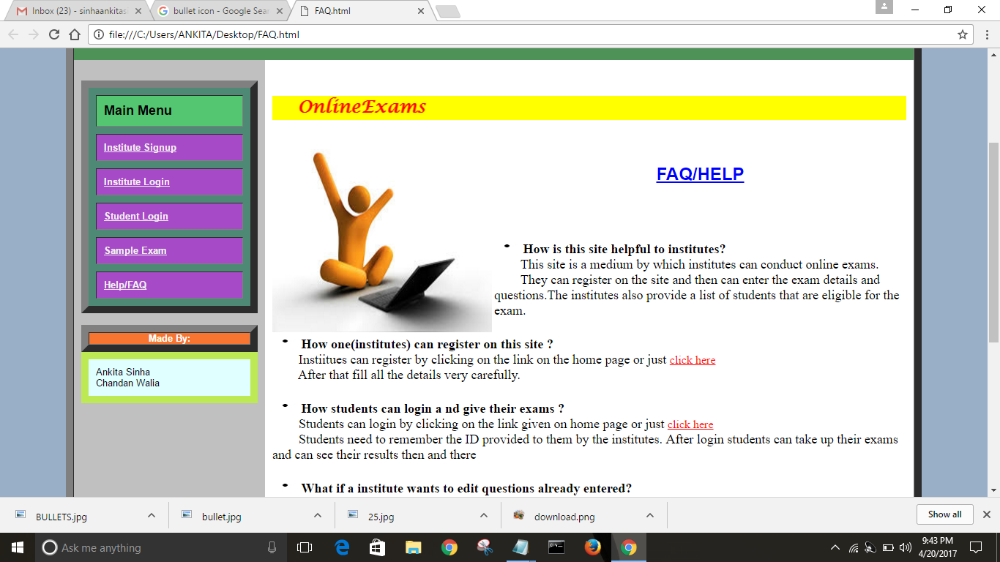 Inbox (23) - sinhaankitas
bullet icon - Google Sear
FAQ.html
file:///C:/Users/ANKITA/Desktop/FAQ.html
Main Menu
Institute Signup
Institute Login
Student Login
Sample Exam
Help/FAQ
Made By:
Ankita Sinha
Chandan Walia
OnlineExams
FAQ/HELP
How is this site helpful to institutes?
This site is a medium by which institutes can conduct online exams.
They can register on the site and then can enter the exam details and
questions.The institutes also provide a list of students that are eligible for the
exam.
How one(institutes) can register on this site ?
Instiitues can register by clicking on the link on the home page or just click here
After that fill all the details very carefully.
How students can login a nd give their exams ?
Students can login by clicking on the link given on home page or just click here
Students need to remember the ID provided to them by the institutes. After login students can take up their exams
and can see their results then and there
What if a institute wants to edit questions already entered?
BULLETS.jpg
bullet.jpg
25.jpg
download.png
Show all
Ask me anything
9:43 PM
4/20/2017